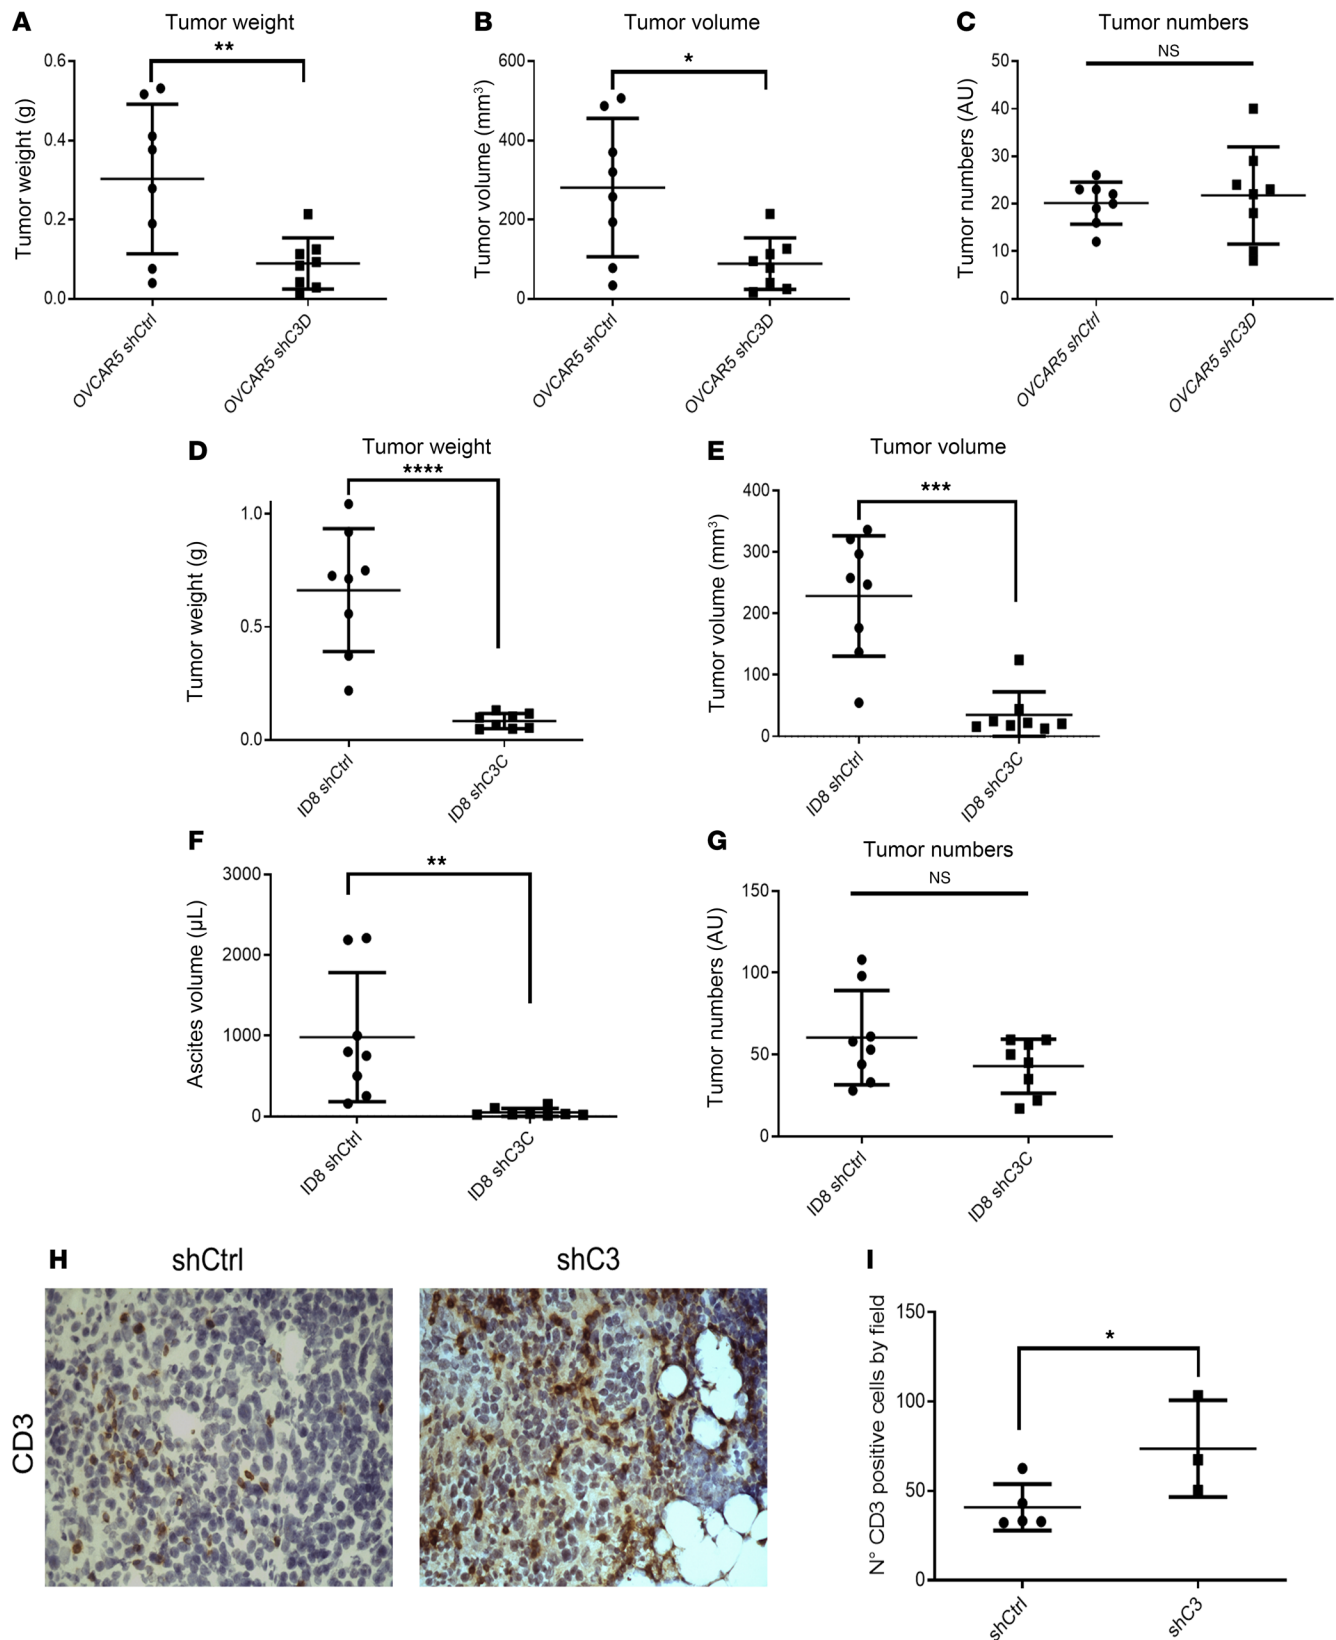 A
Tumor weight
**
Tumor weight (g)
0.6
0.4
0.2
0.0
OVCAR5 shCtrl
OVCAR5 shC3D
B
Tumor volume
*
Tumor volume (mm³)
600
400
200
0
OVCAR5 shCtrl
OVCAR5 shC3D
C
Tumor numbers
NS
Tumor numbers (AU)
50
40
30
20
10
0
OVCAR5 shCtrl
OVCAR5 shC3D
D
Tumor weight
****
Tumor weight (g)
1.0
0.5
0.0
ID8 shCtrl
ID8 shC3C
E
Tumor volume
***
Tumor volume (mm³)
400
300
200
100
0
ID8 shCtrl
ID8 shC3C
F
**
Ascites volume (µL)
3000
2000
1000
0
ID8 shCtrl
ID8 shC3C
G
Tumor numbers
NS
Tumor numbers (AU)
150
100
50
0
ID8 shCtrl
ID8 shC3C
H
shCtrl
shC3
CD3
I
*
N° CD3 positive cells by field
150
100
50
0
shCtrl
shC3